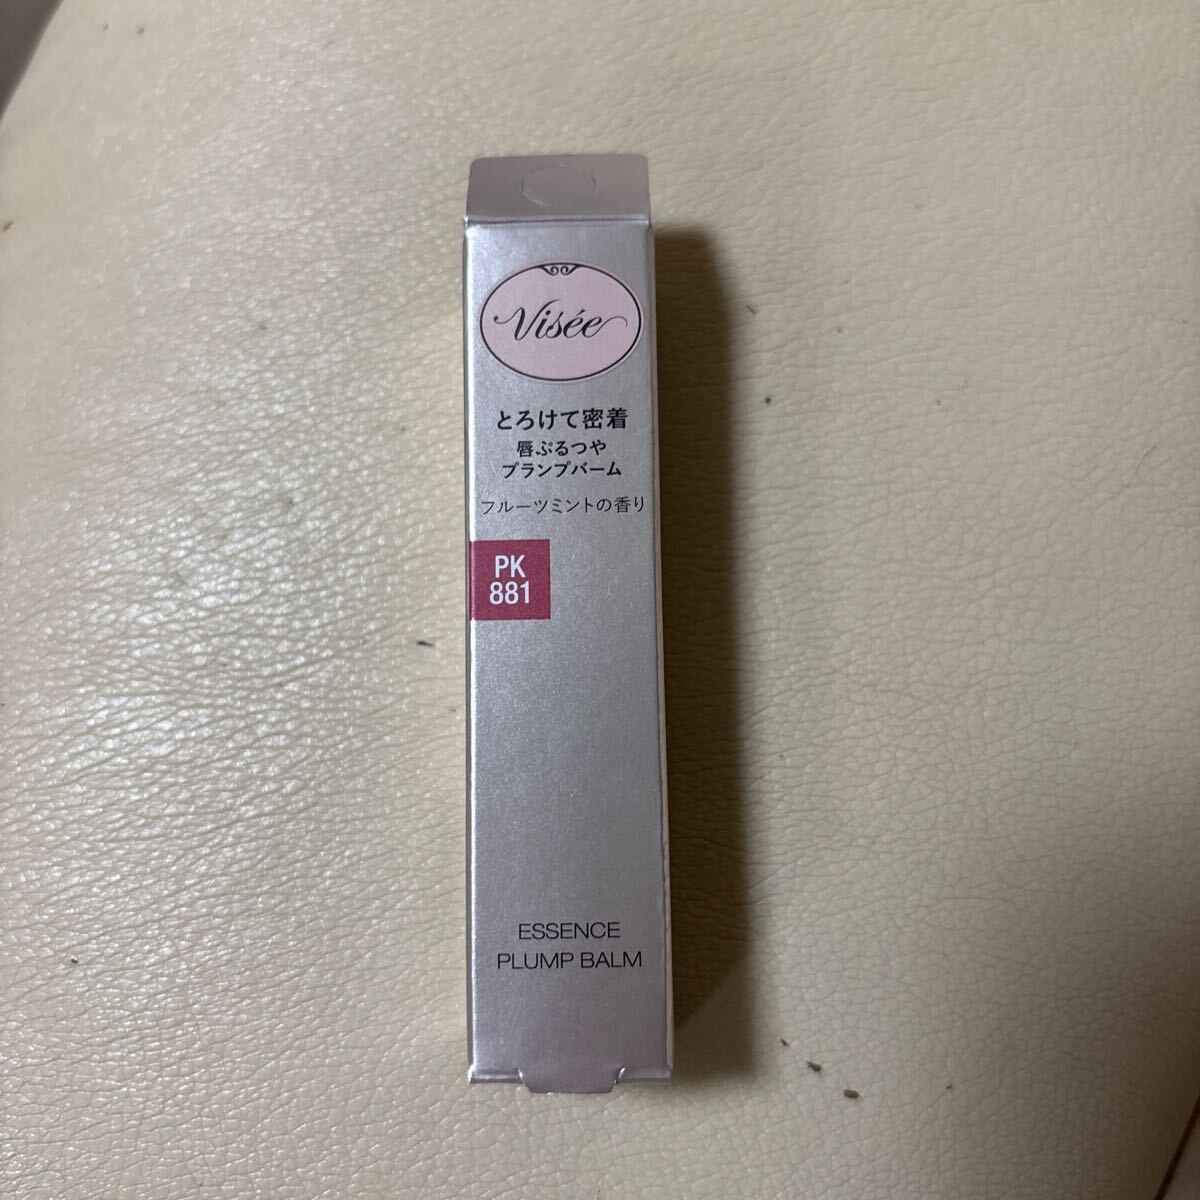 Visée
とろけて密着
唇ぷるつや
プランプバーム
フルーツミントの香り
PK
881
ESSENCE
PLUMP BALM